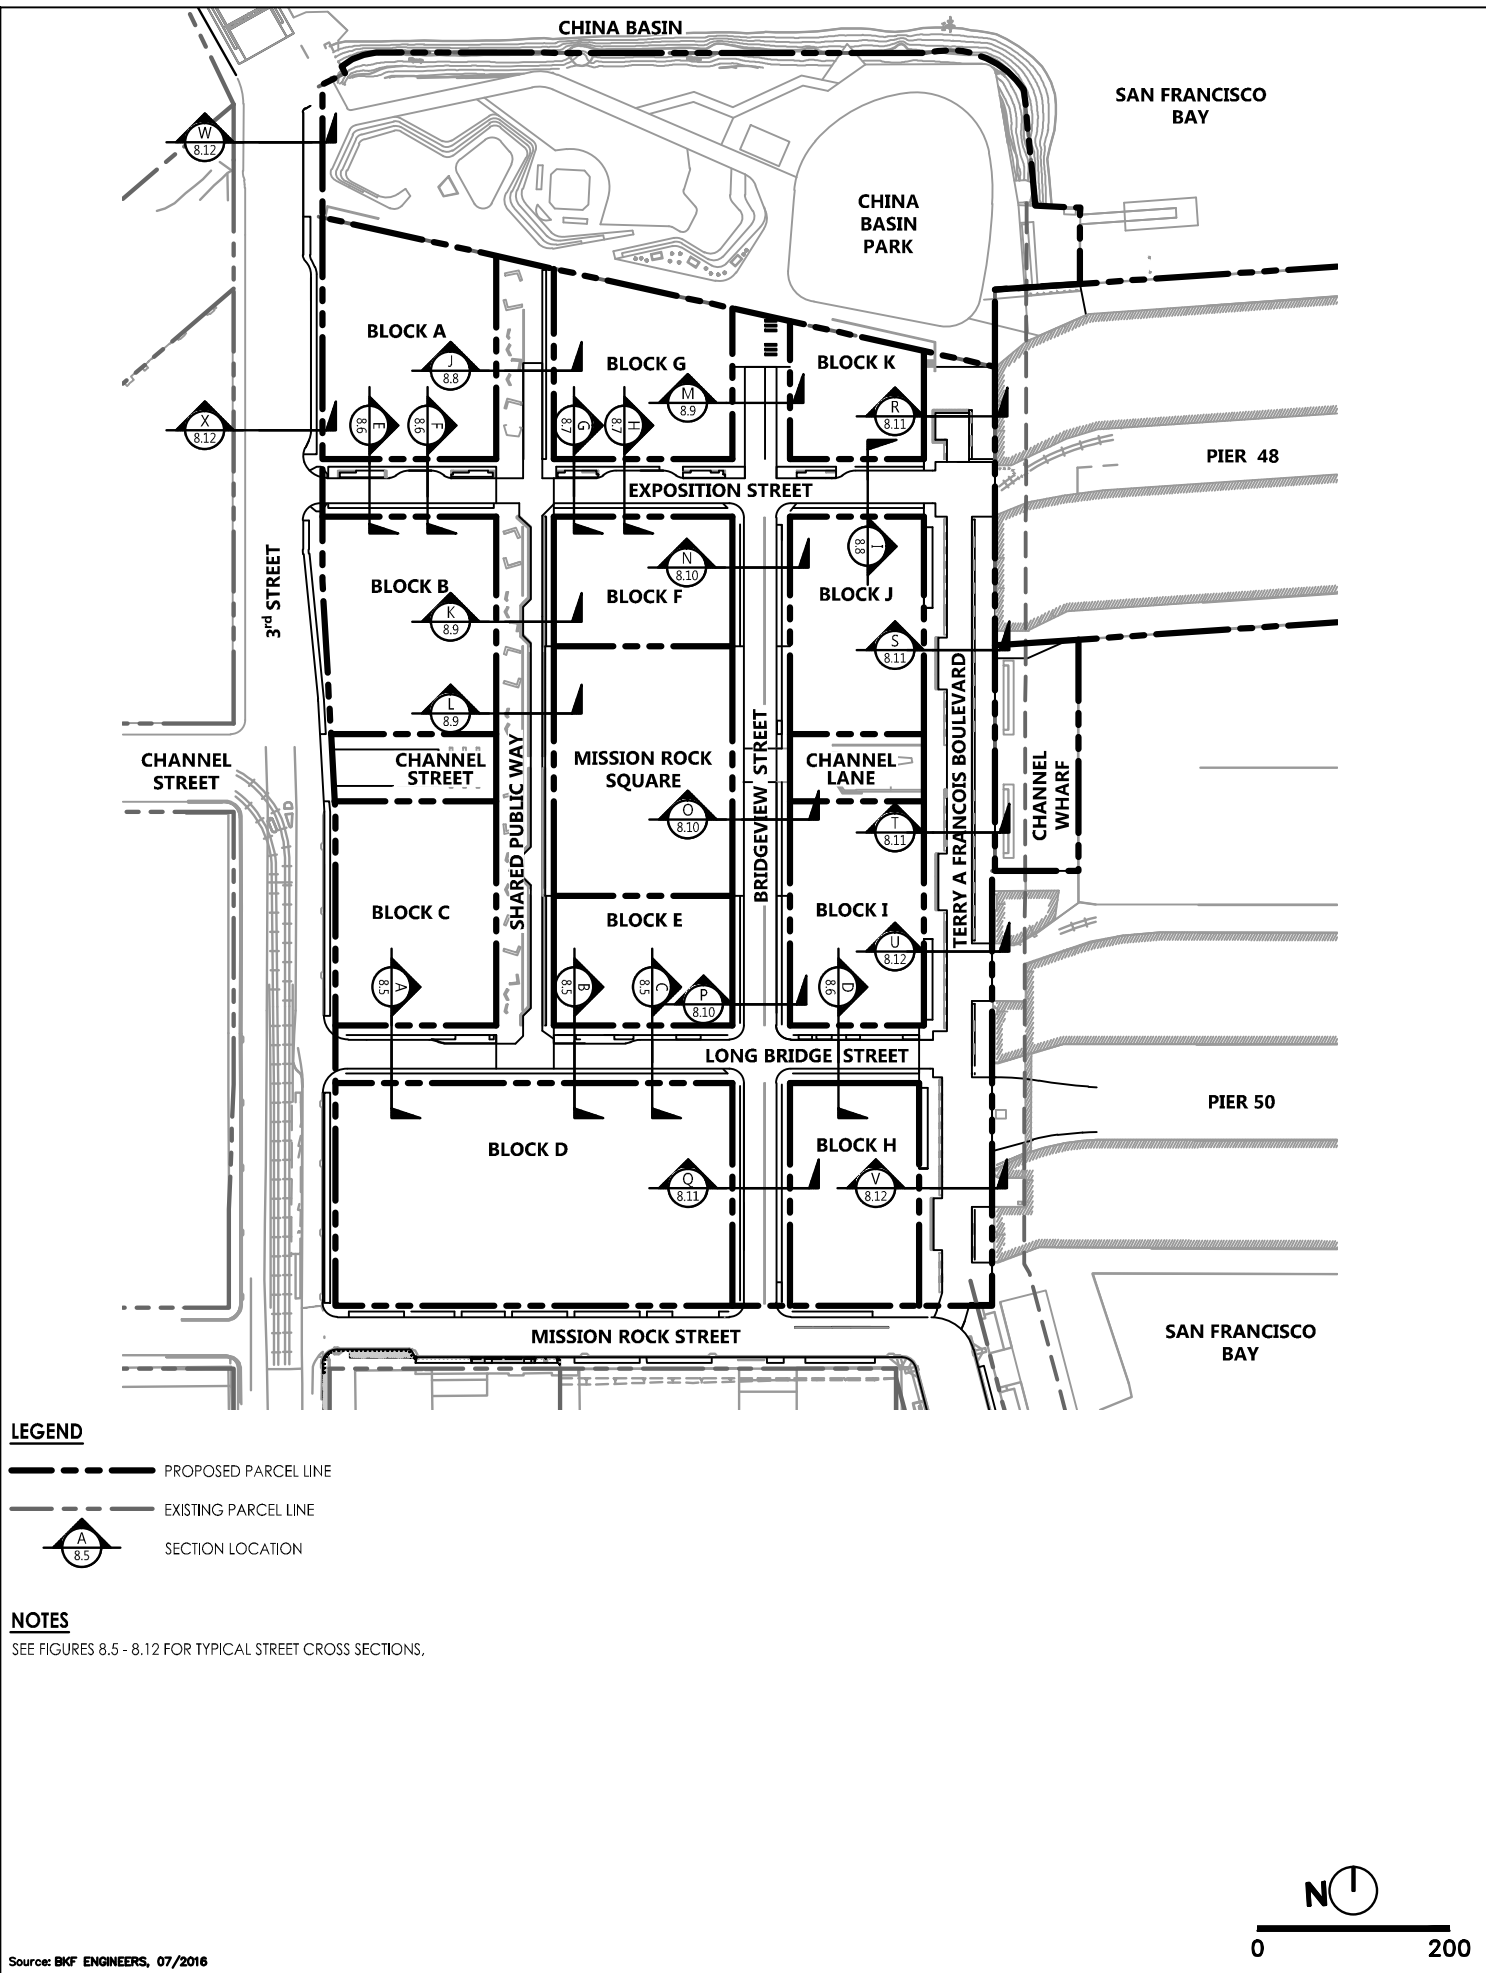 CHINA BASIN
SAN FRANCISCO
BAY
W
8.12
CHINA
BASIN
PARK
BLOCK A
J
8.8
BLOCK G
BLOCK K
M
8.9
R
8.11
X
8.12
E
8.6
F
8.6
G
8.7
H
8.7
PIER 48
EXPOSITION STREET
3rd STREET
I
8.8
N
8.10
BLOCK B
BLOCK F
BLOCK J
K
8.9
S
8.11
L
8.9
CHANNEL
STREET
CHANNEL
STREET
SHARED PUBLIC WAY
MISSION ROCK
SQUARE
BRIDGEVIEW STREET
CHANNEL
LANE
TERRY A FRANCOIS BOULEVARD
CHANNEL
WHARF
O
8.10
T
8.11
BLOCK C
BLOCK E
BLOCK I
U
8.12
A
8.5
B
8.5
C
8.5
P
8.10
D
8.6
LONG BRIDGE STREET
PIER 50
BLOCK D
BLOCK H
Q
8.11
V
8.12
MISSION ROCK STREET
SAN FRANCISCO
BAY
LEGEND
PROPOSED PARCEL LINE
EXISTING PARCEL LINE
A
8.5
SECTION LOCATION
NOTES
SEE FIGURES 8.5 - 8.12 FOR TYPICAL STREET CROSS SECTIONS,
N
0 200
Source: BKF ENGINEERS, 07/2016